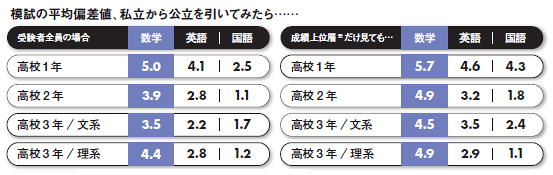 模試の平均偏差値、私立から公立を引いてみたら……
受験者全員の場合 数学 英語 国語
高校1年 5.0 4.1 2.5
高校2年 3.9 2.8 1.1
高校3年/文系 3.5 2.2 1.7
高校3年/理系 4.4 2.8 1.2
成績上位層＝だけ見ても… 数学 英語 国語
高校1年 5.7 4.6 4.3
高校2年 4.9 3.2 1.8
高校3年/文系 4.5 3.5 2.4
高校3年/理系 4.9 2.9 1.1